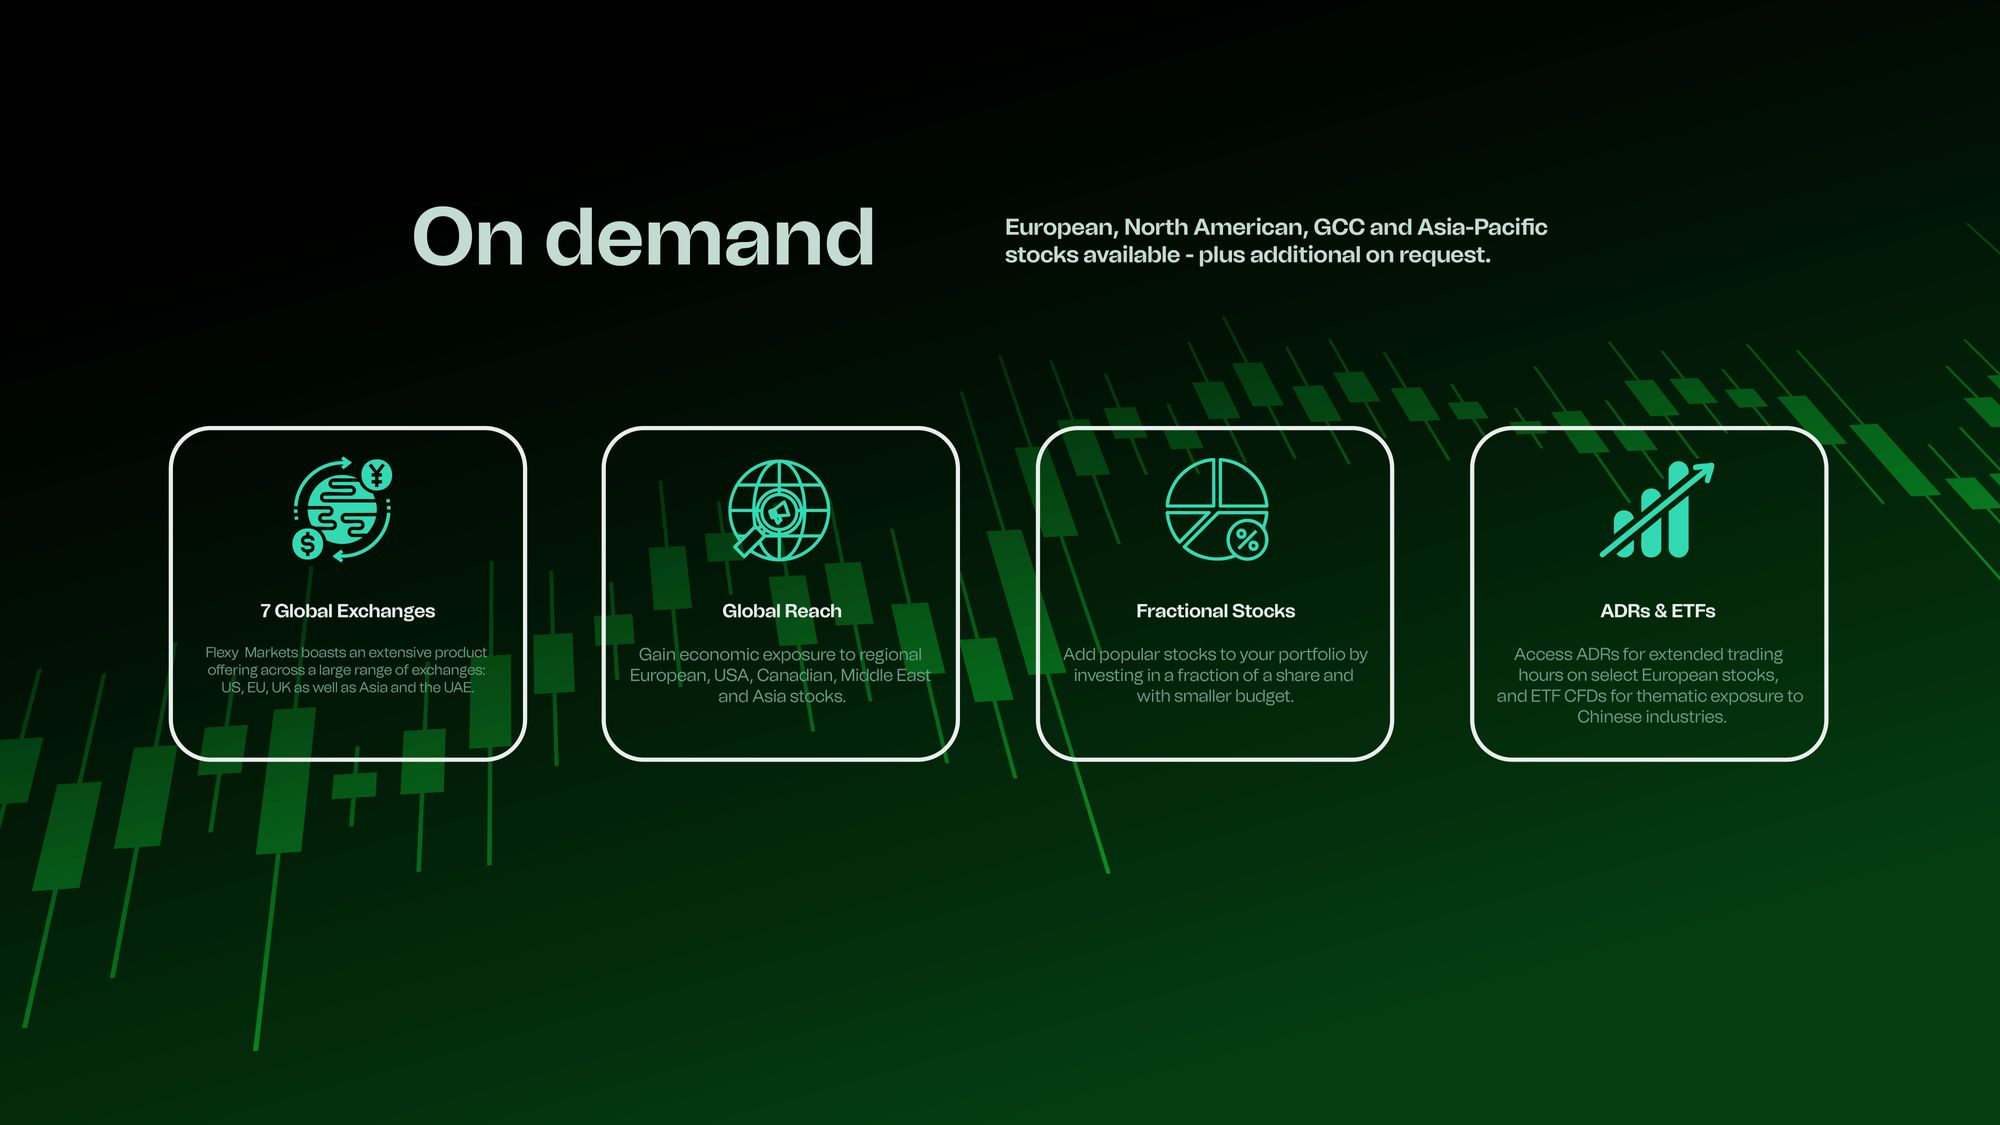 On demand
European, North American, GCC and Asia-Pacific
stocks available - plus additional on request.
7 Global Exchanges
Flexy Markets boasts an extensive product
offering across a large range of exchanges:
US, EU, UK as well as Asia and the UAE.
Global Reach
Gain economic exposure to regional
European, USA, Canadian, Middle East
and Asia stocks.
Fractional Stocks
Add popular stocks to your portfolio by
investing in a fraction of a share and
with smaller budget.
ADRs & ETFs
Access ADRs for extended trading
hours on select European stocks,
and ETF CFDs for thematic exposure to
Chinese industries.